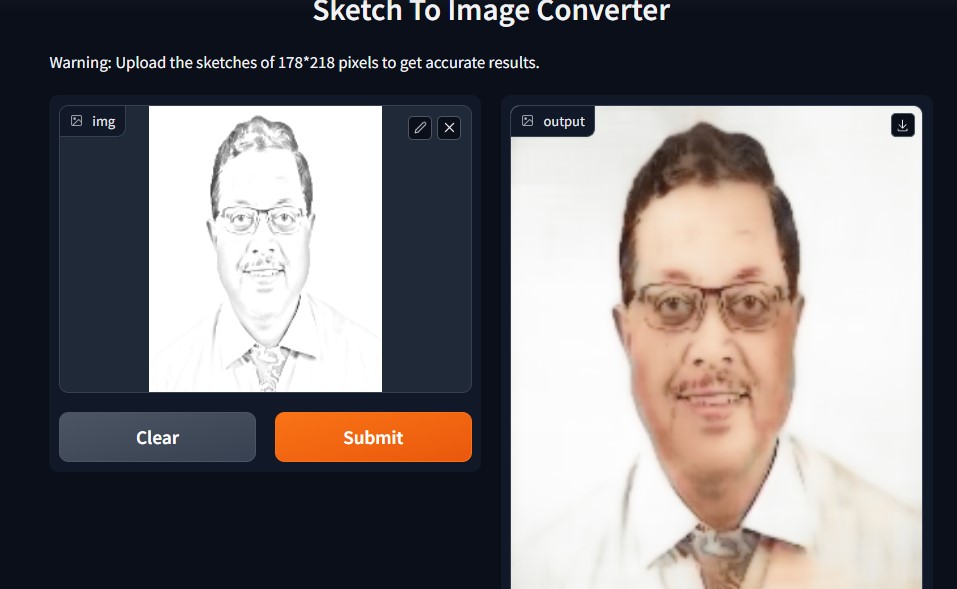 Sketch To Image Converter
Warning: Upload the sketches of 178*218 pixels to get accurate results.
img
output
Clear
Submit